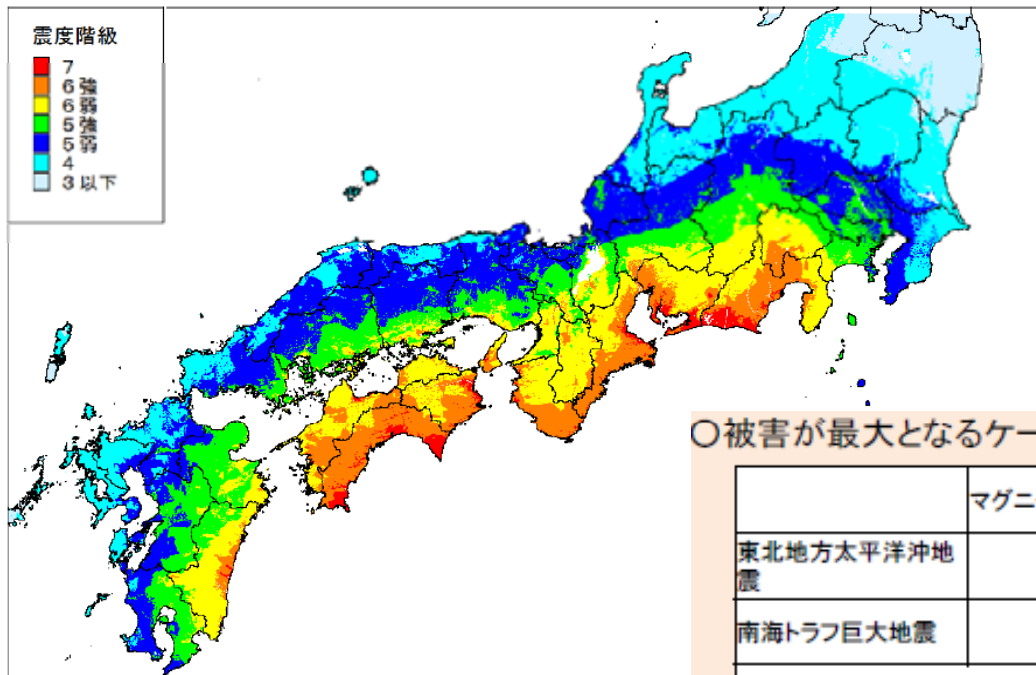 震度階級
7
6強
6弱
5強
5弱
4
3以下
○被害が最大となるケー
マグニ
東北地方太平洋沖地
震
南海トラフ巨大地震